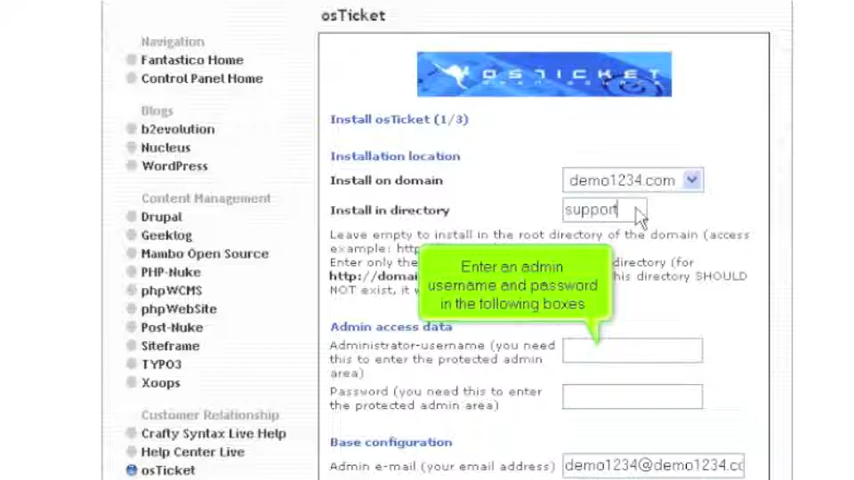 osTicket
Navigation
Fantastico Home
Control Panel Home
Blogs
b2evolution
Nucleus
WordPress
Content Management
Drupal
Geeklog
Mambo Open Source
PHP-Nuke
phpWCMS
phpWebSite
Post-Nuke
Siteframe
TYPO3
Xoops
Customer Relationship
Crafty Syntax Live Help
Help Center Live
osTicket
OSTICKET
Install osTicket (1/3)
Installation location
Install on domain
demo1234.com
Install in directory
support
Leave empty to install in the root directory of the domain (access
example:
Enter only the directory (for
http://domai this directory SHOULD
NOT exist, it
Enter an admin
username and password
in the following boxes
Admin access data
Administrator-username (you need
this to enter the protected admin
area)
Password (you need this to enter
the protected admin area)
Base configuration
Admin e-mail (your email address)
demo1234@demo1234.co